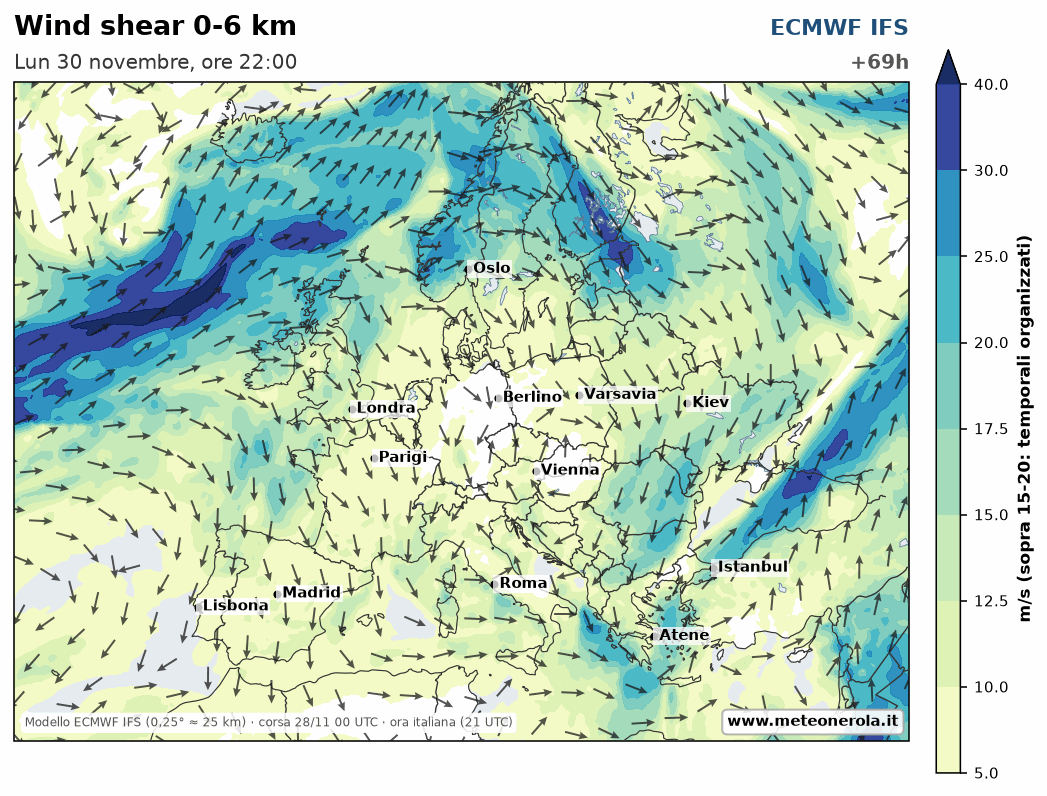 Wind shear 0-6 km
ECMWF IFS
Lun 30 novembre, ore 22:00
+69h
40.0
30.0
25.0
20.0
17.5
15.0
12.5
10.0
5.0
m/s (sopra 15-20: temporali organizzati)
Oslo
Berlino
Varsavia
Londra
Kiev
Parigi
Vienna
Istanbul
Roma
Madrid
Lisbona
Atene
Modello ECMWF IFS (0,25° ≈ 25 km) · corsa 28/11 00 UTC · ora italiana (21 UTC)
www.meteonerola.it